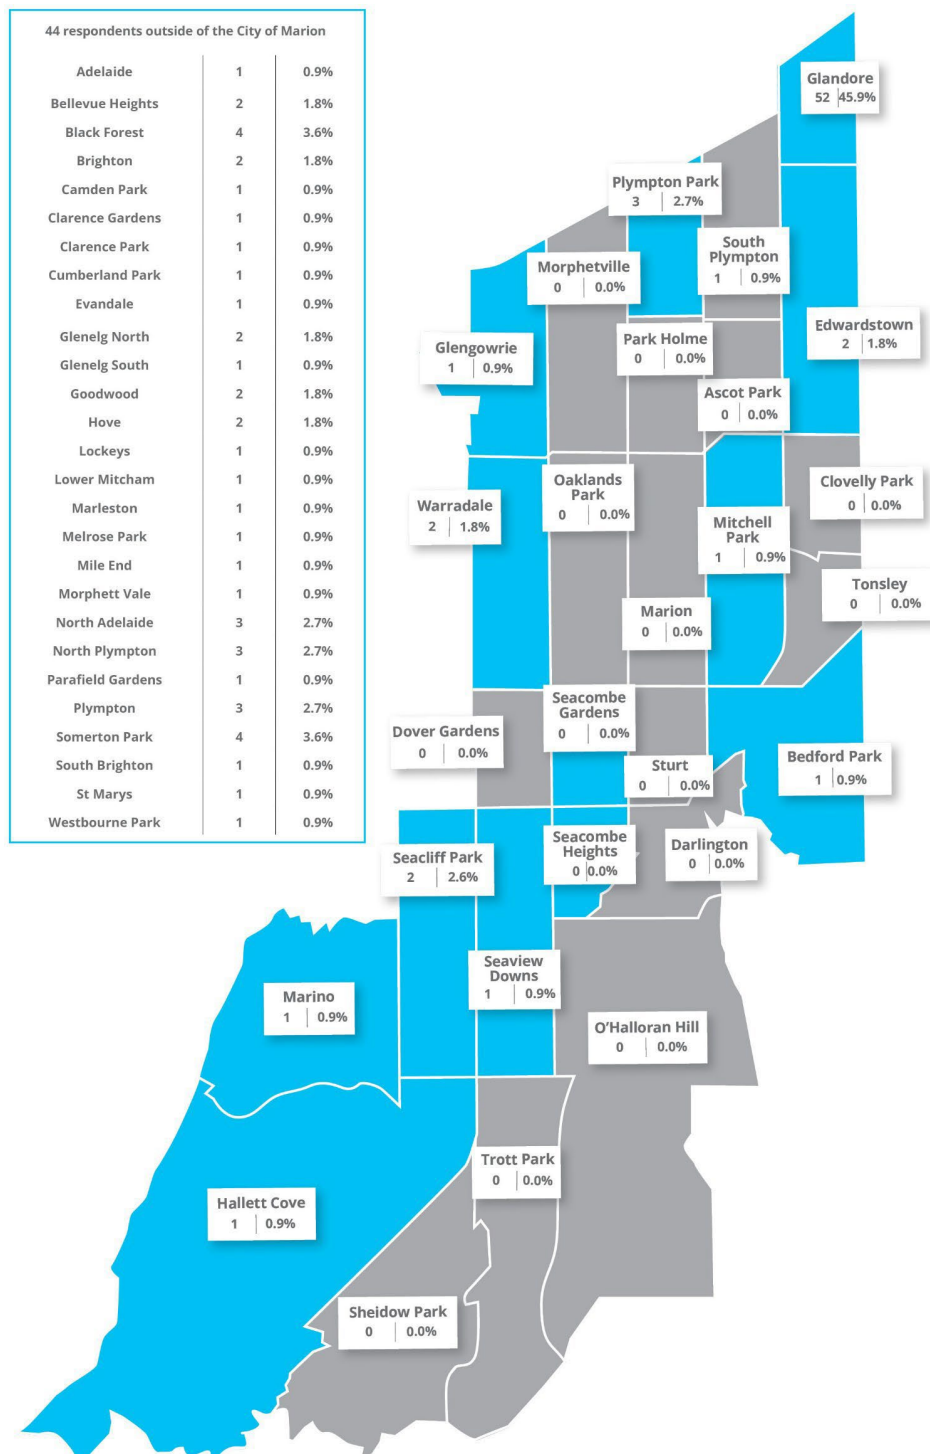 44 respondents outside of the City of Marion
Adelaide 1 0.9%
Bellevue Heights 2 1.8%
Black Forest 4 3.6%
Brighton 2 1.8%
Camden Park 1 0.9%
Clarence Gardens 1 0.9%
Clarence Park 1 0.9%
Cumberland Park 1 0.9%
Evandale 1 0.9%
Glenelg North 2 1.8%
Glenelg South 1 0.9%
Goodwood 2 1.8%
Hove 2 1.8%
Lockeys 1 0.9%
Lower Mitcham 1 0.9%
Marleston 1 0.9%
Melrose Park 1 0.9%
Mile End 1 0.9%
Morphett Vale 1 0.9%
North Adelaide 3 2.7%
North Plympton 3 2.7%
Parafield Gardens 1 0.9%
Plympton 3 2.7%
Somerton Park 4 3.6%
South Brighton 1 0.9%
St Marys 1 0.9%
Westbourne Park 1 0.9%
Glandore
52 45.9%
Plympton Park
3 2.7%
South
Plympton
1 0.9%
Morphetville
0 0.0%
Edwardstown
2 1.8%
Park Holme
0 0.0%
Glengowrie
1 0.9%
Ascot Park
0 0.0%
Oaklands
Park
0 0.0%
Clovelly Park
0 0.0%
Warradale
2 1.8%
Mitchell
Park
1 0.9%
Tonsley
0 0.0%
Marion
0 0.0%
Seacombe
Gardens
0 0.0%
Dover Gardens
0 0.0%
Sturt
0 0.0%
Bedford Park
1 0.9%
Seacombe
Heights
0 0.0%
Darlington
0 0.0%
Seacliff Park
2 2.6%
Seaview
Downs
1 0.9%
Marino
1 0.9%
O'Halloran Hill
0 0.0%
Trott Park
0 0.0%
Hallett Cove
1 0.9%
Sheidow Park
0 0.0%